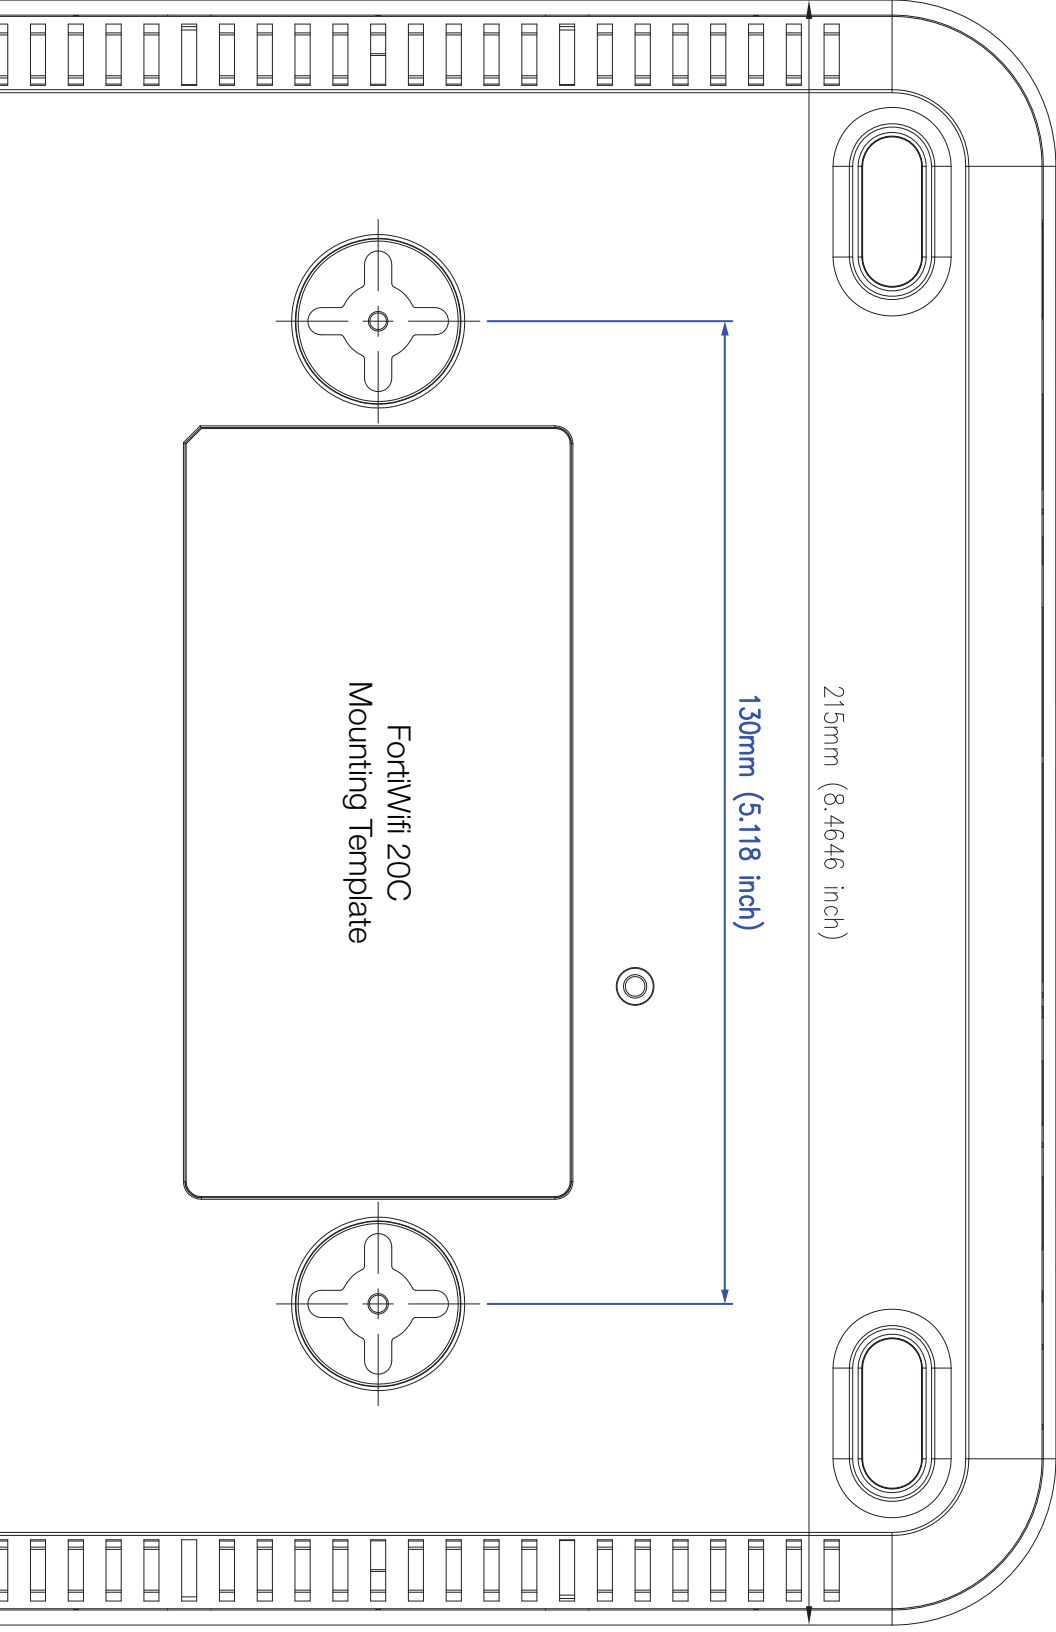 215mm (8.4646 inch)
130mm (5.118 inch)
FortiWifi 20C
Mounting Template